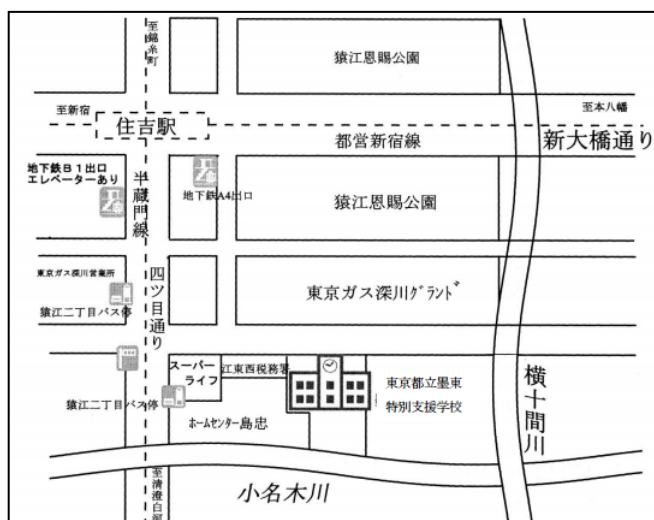 至錦糸町
猿江恩賜公園
至新宿
至本八幡
住吉駅
都営新宿線
新大橋通り
地下鉄B1出口
エレベーターあり
半蔵門線
地下鉄A4出口
猿江恩賜公園
東京ガス深川営業所
四ツ目通り
東京ガス深川グランド
猿江二丁目バス停
スーパー
ライフ
江東西税務署
東京都立墨東
特別支援学校
横十間川
猿江二丁目バス停
ホームセンター島忠
至清澄白河
小名木川